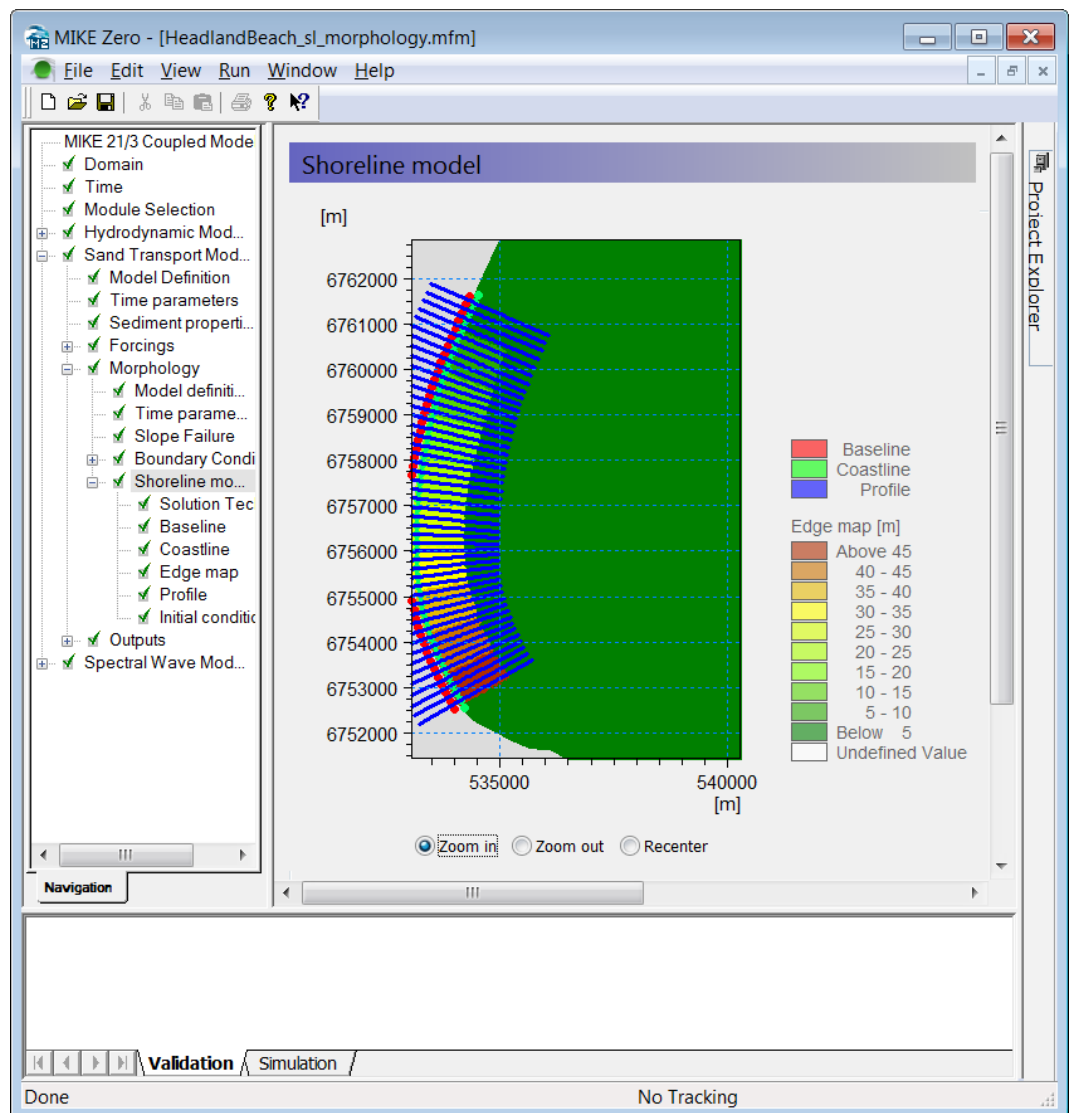 MIKE Zero - [HeadlandBeach_sl_morphology.mfm]
File Edit View Run Window Help
MIKE 21/3 Coupled Mode
Domain
Time
Module Selection
Hydrodynamic Mod...
Sand Transport Mod...
Model Definition
Time parameters
Sediment properti...
Forcings
Morphology
Model definiti...
Time parame...
Slope Failure
Boundary Condi
Shoreline mo...
Solution Tec
Baseline
Coastline
Edge map
Profile
Initial conditic
Outputs
Spectral Wave Mod...
Navigation
Shoreline model
[m]
6762000
6761000
6760000
6759000
6758000
6757000
6756000
6755000
6754000
6753000
6752000
535000 540000
[m]
Baseline
Coastline
Profile
Edge map [m]
Above 45
40 - 45
35 - 40
30 - 35
25 - 30
20 - 25
15 - 20
10 - 15
5 - 10
Below 5
Undefined Value
Zoom in Zoom out Recenter
Project Explorer
Validation Simulation
Done No Tracking